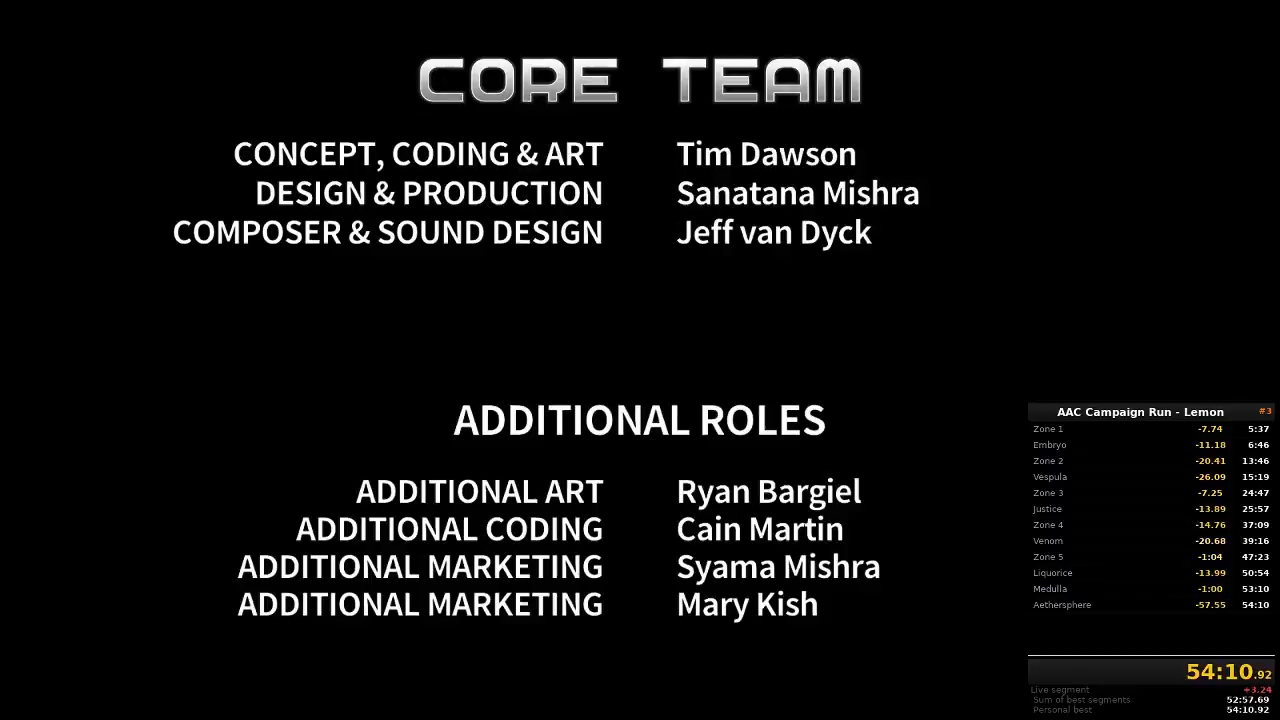 CORE TEAM
CONCEPT, CODING & ART Tim Dawson
DESIGN & PRODUCTION Sanatana Mishra
COMPOSER & SOUND DESIGN Jeff van Dyck
ADDITIONAL ROLES
ADDITIONAL ART Ryan Bargiel
ADDITIONAL CODING Cain Martin
ADDITIONAL MARKETING Syama Mishra
ADDITIONAL MARKETING Mary Kish
AAC Campaign Run - Lemon #3
Zone 1 -7.74 5:37
Embryo -11.18 6:46
Zone 2 -20.41 13:46
Vespula -26.09 15:19
Zone 3 -7.25 24:47
Justice -13.89 25:57
Zone 4 -14.76 37:09
Venom -20.68 39:16
Zone 5 -1:04 47:23
Liquorice -13.99 50:54
Medulla -1:00 53:10
Aethersphere -57.55 54:10
54:10.92
Live segment +3.24
Sum of best segments 52:57.69
Personal best 54:10.92